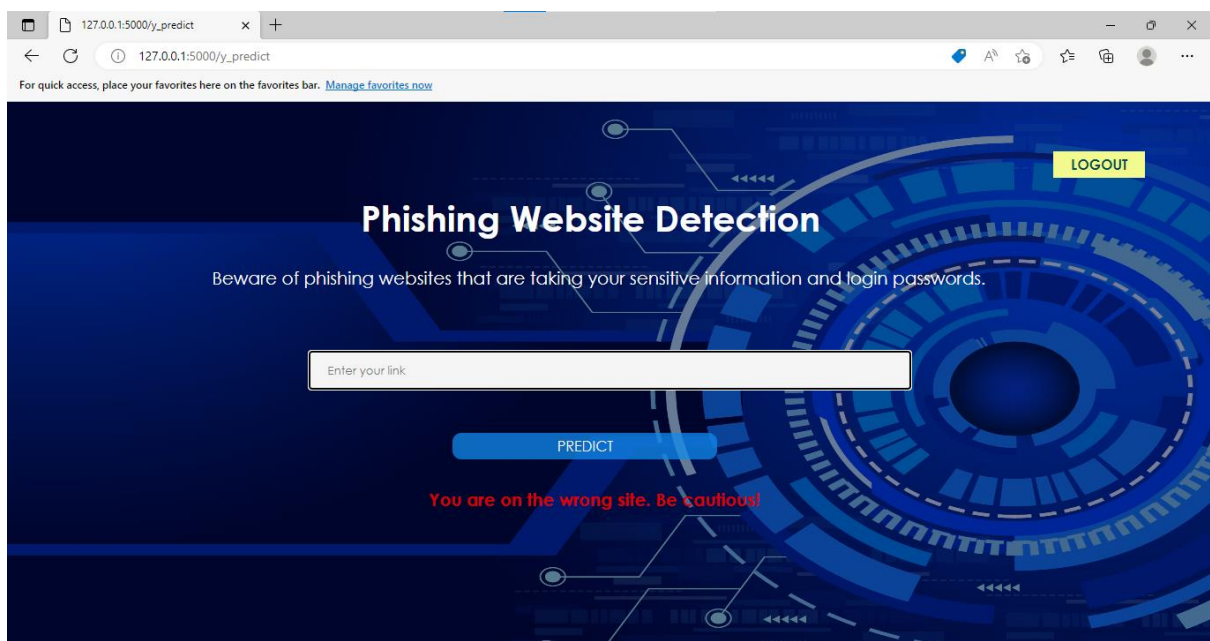 127.0.0.1:5000/y_predict
127.0.0.1:5000/y_predict
For quick access, place your favorites here on the favorites bar. Manage favorites now
LOGOUT
Phishing Website Detection
Beware of phishing websites that are taking your sensitive information and login passwords.
Enter your link
PREDICT
You are on the wrong site. Be cautious!